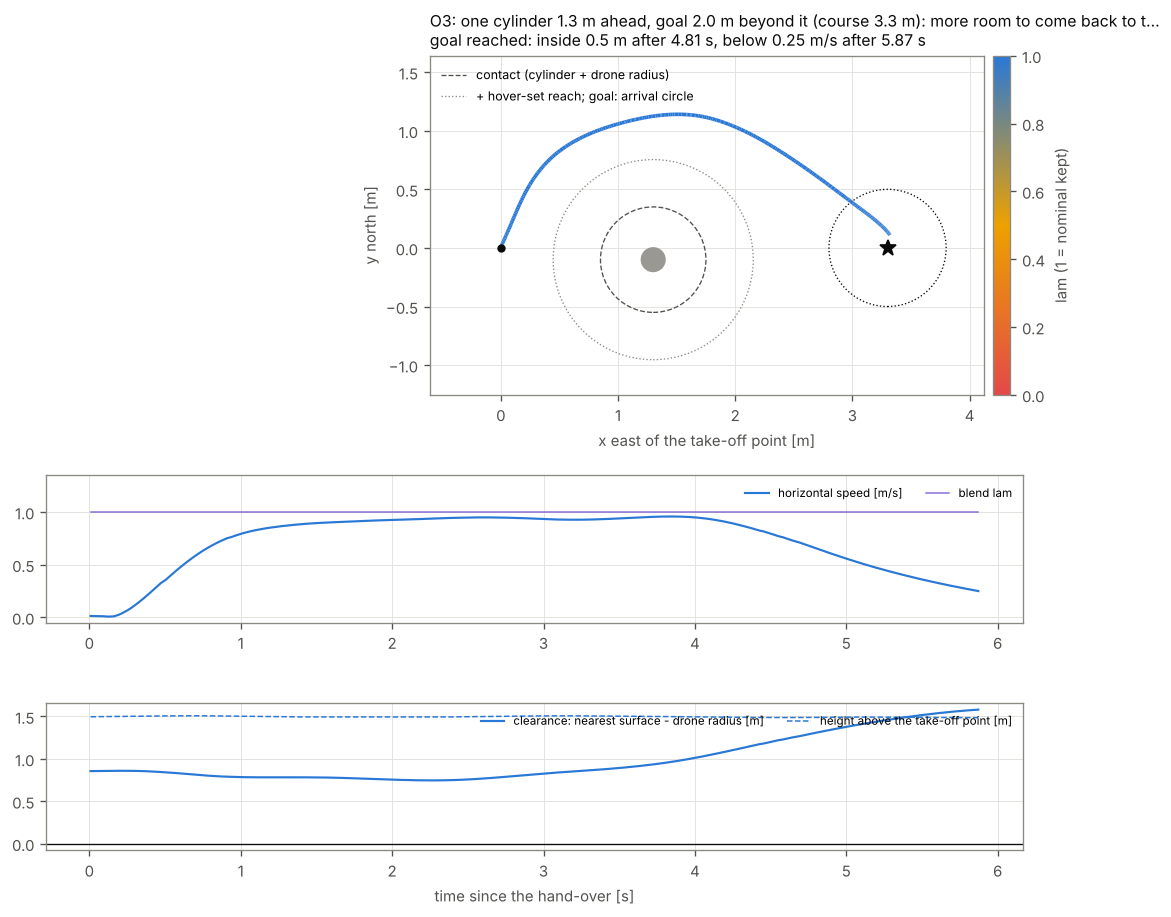 O3: one cylinder 1.3 m ahead, goal 2.0 m beyond it (course 3.3 m): more room to come back to t...
goal reached: inside 0.5 m after 4.81 s, below 0.25 m/s after 5.87 s
contact (cylinder + drone radius)
+ hover-set reach; goal: arrival circle
1.5
1.0
0.5
0.0
−0.5
−1.0
y north [m]
0 1 2 3 4
x east of the take-off point [m]
1.0
0.8
0.6
0.4
0.2
0.0
lam (1 = nominal kept)
horizontal speed [m/s] blend lam
1.0
0.5
0.0
0 1 2 3 4 5 6
clearance: nearest surface - drone radius [m] height above the take-off point [m]
1.5
1.0
0.5
0.0
0 1 2 3 4 5 6
time since the hand-over [s]